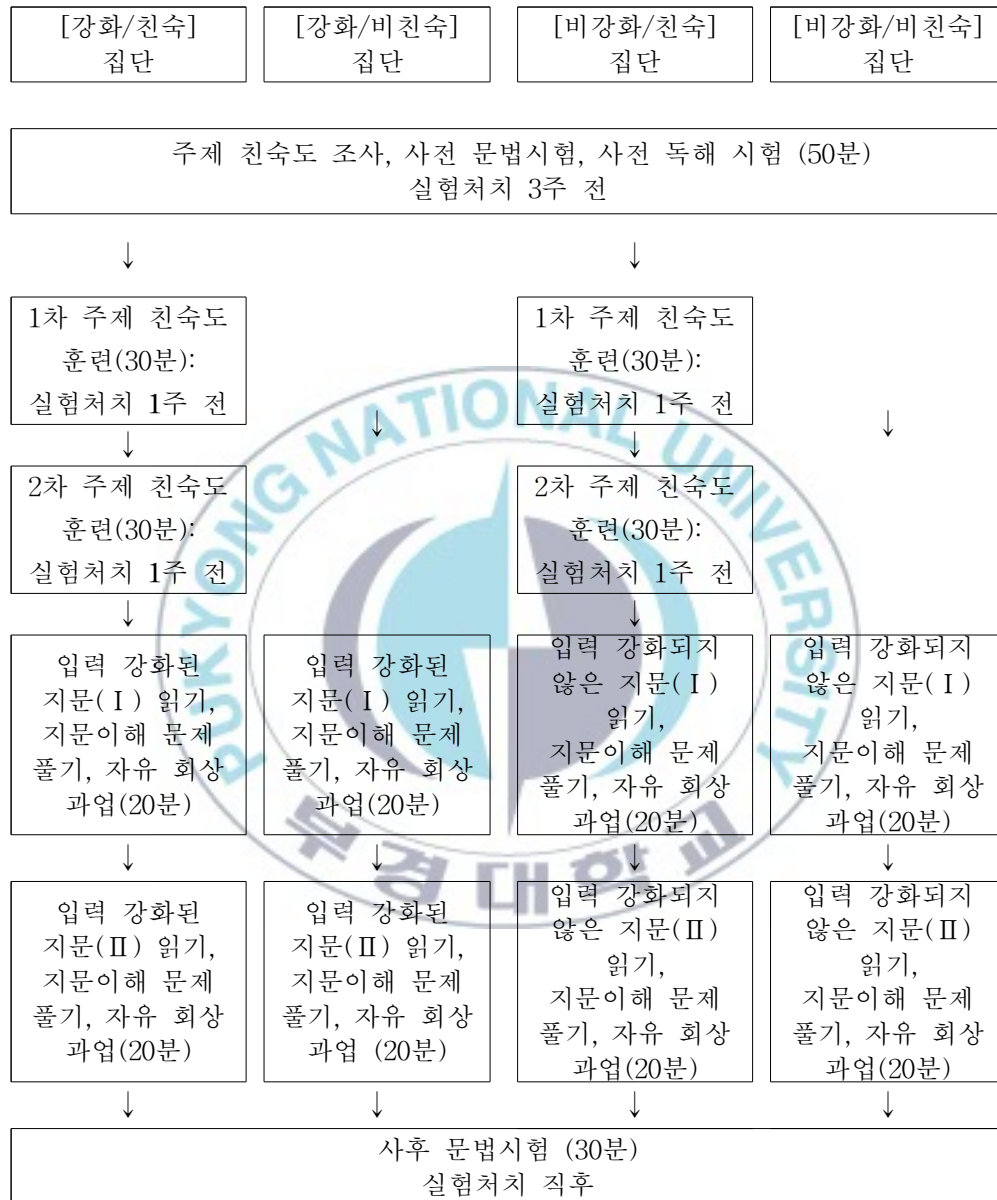 [강화/친숙]
집단
[강화/비친숙]
집단
[비강화/친숙]
집단
[비강화/비친숙]
집단
주제 친숙도 조사, 사전 문법시험, 사전 독해 시험 (50분)
실험처치 3주 전
↓
↓
1차 주제 친숙도
훈련(30분):
실험처치 1주 전
1차 주제 친숙도
훈련(30분):
실험처치 1주 전
↓
↓
↓
↓
2차 주제 친숙도
훈련(30분):
실험처치 1주 전
2차 주제 친숙도
훈련(30분):
실험처치 1주 전
↓
↓
입력 강화된
지문(Ⅰ) 읽기,
지문이해 문제
풀기, 자유 회상
과업(20분)
입력 강화된
지문(Ⅰ) 읽기,
지문이해 문제
풀기, 자유 회상
과업(20분)
입력 강화되지
않은 지문(Ⅰ)
읽기,
지문이해 문제
풀기, 자유 회상
과업(20분)
입력 강화되지
않은 지문(Ⅰ)
읽기,
지문이해 문제
풀기, 자유 회상
과업(20분)
↓
↓
↓
↓
입력 강화된
지문(Ⅱ) 읽기,
지문이해 문제
풀기, 자유 회상
과업(20분)
입력 강화된
지문(Ⅱ) 읽기,
지문이해 문제
풀기, 자유 회상
과업 (20분)
입력 강화되지
않은 지문(Ⅱ)
읽기,
지문이해 문제
풀기, 자유 회상
과업(20분)
입력 강화되지
않은 지문(Ⅱ)
읽기,
지문이해 문제
풀기, 자유 회상
과업(20분)
↓
↓
↓
↓
사후 문법시험 (30분)
실험처치 직후
PUKYONG NATIONAL UNIVERSITY
부경대학교